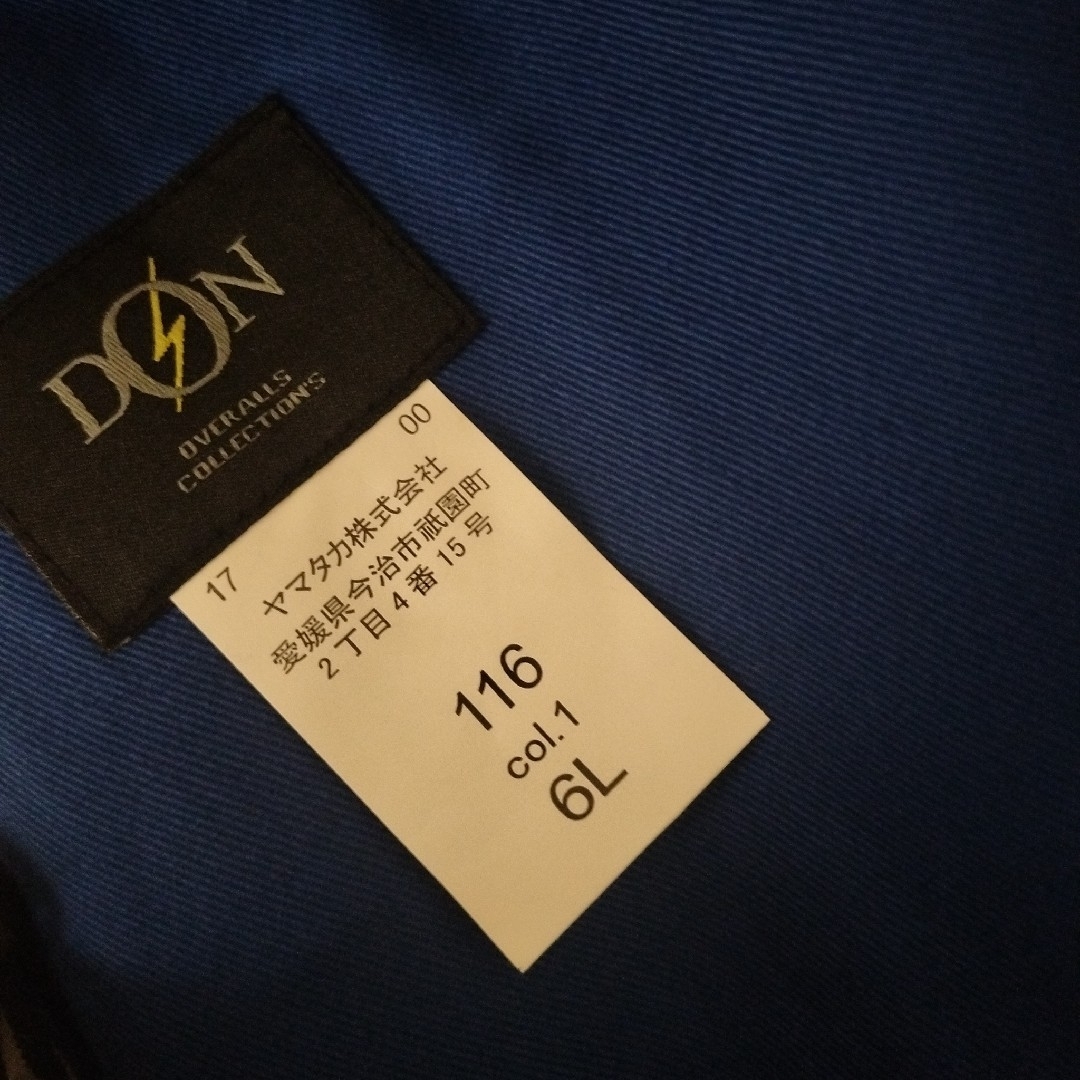 DON
OVERALLS
COLLECTION'S
17 00
ヤマタカ株式会社
愛媛県今治市祇園町
2丁目4番15号
116
col.1
6L